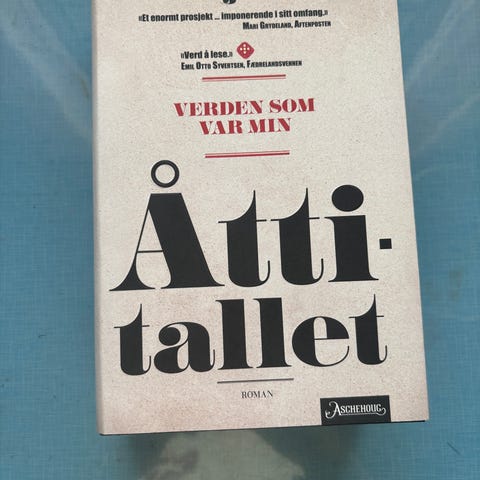 «Et enormt prosjekt ... imponerende i sitt omfang.»
Mari Grydeland, Aftenposten
«Verd å lese.»
Emil Otto Syvertsen, Fædrelandsvennen
VERDEN SOM
VAR MIN
Åtti-
tallet
ROMAN
Aschehoug